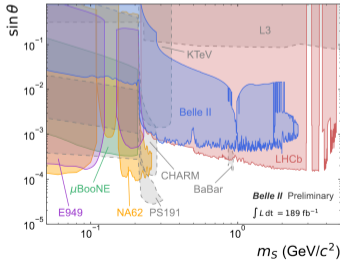 sin θ
10⁻¹
10⁻²
10⁻³
10⁻⁴
10⁻⁵
L3
KTeV
Belle II
CHARM
LHCb
μBooNE
BaBar
E949
NA62
PS191
Belle II Preliminary
∫ L dt = 189 fb⁻¹
10⁻¹
10⁰
m_S (GeV/c²)